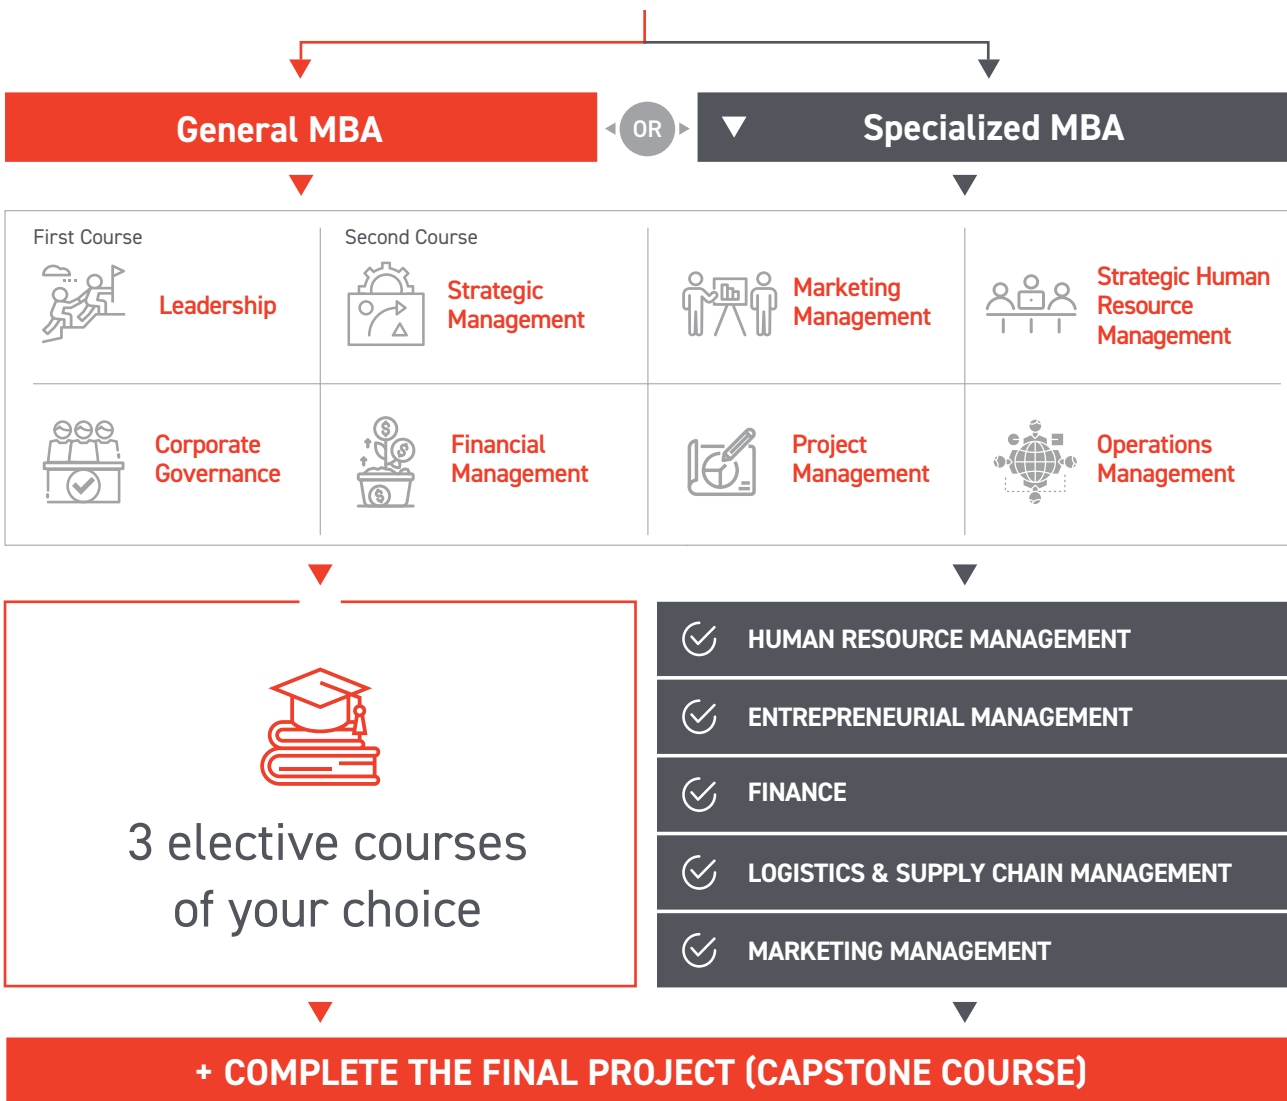 General MBA
OR
Specialized MBA
First Course
Leadership
Second Course
Strategic
Management
Marketing
Management
Strategic Human
Resource
Management
Corporate
Governance
Financial
Management
Project
Management
Operations
Management
3 elective courses
of your choice
HUMAN RESOURCE MANAGEMENT
ENTREPRENEURIAL MANAGEMENT
FINANCE
LOGISTICS & SUPPLY CHAIN MANAGEMENT
MARKETING MANAGEMENT
+ COMPLETE THE FINAL PROJECT (CAPSTONE COURSE)